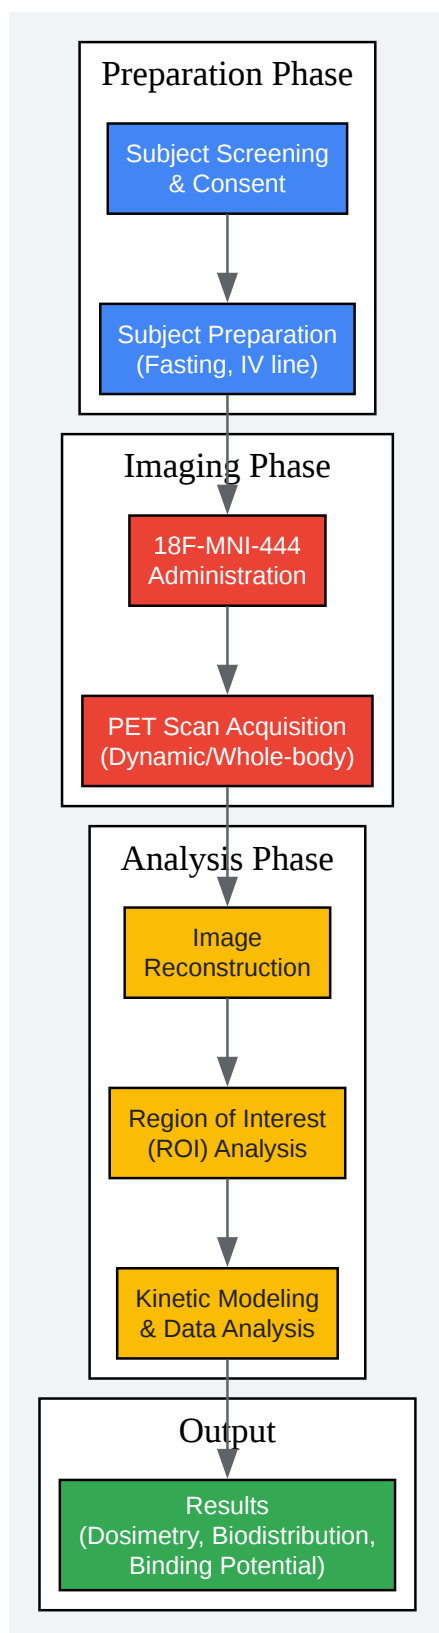 Preparation Phase
Subject Screening
& Consent
Subject Preparation
(Fasting, IV line)
Imaging Phase
18F-MNI-444
Administration
PET Scan Acquisition
(Dynamic/Whole-body)
Analysis Phase
Image
Reconstruction
Region of Interest
(ROI) Analysis
Kinetic Modeling
& Data Analysis
Output
Results
(Dosimetry, Biodistribution,
Binding Potential)